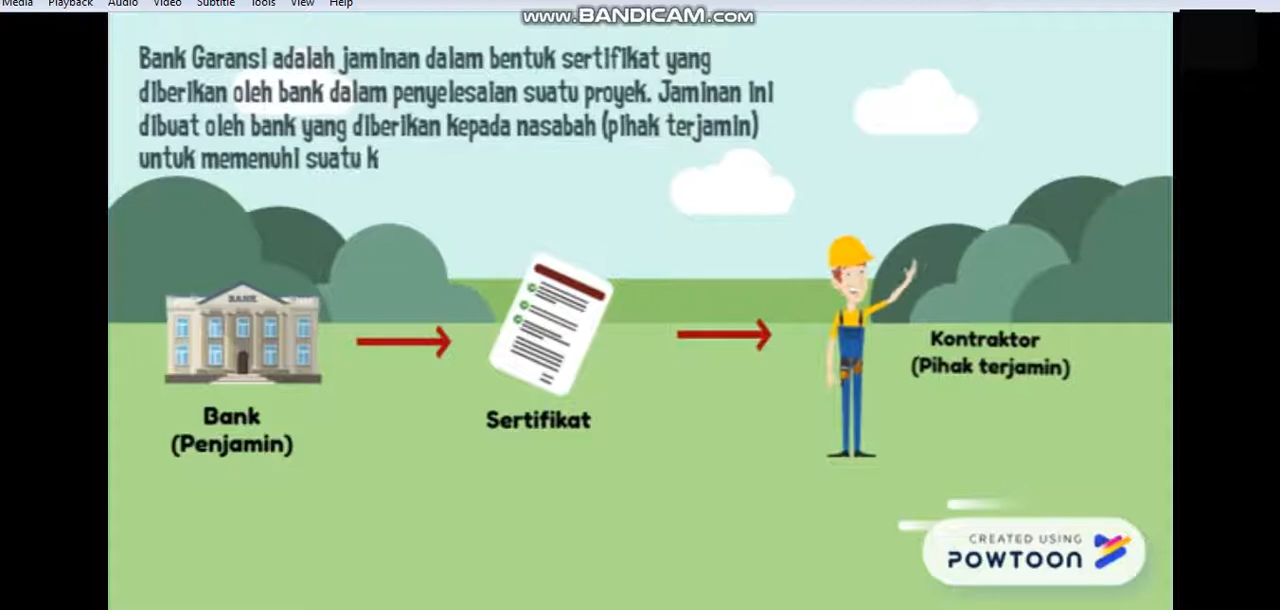 Media Playback Audio Video Subtitle Tools View Help
www.BANDICAM.com
Bank Garansi adalah jaminan dalam bentuk sertifikat yang
diberikan oleh bank dalam penyelesaian suatu proyek. Jaminan ini
dibuat oleh bank yang diberikan kepada nasabah (pihak terjamin)
untuk memenuhi suatu k
BANK
Bank
(Penjamin)
Sertifikat
Kontraktor
(Pihak terjamin)
CREATED USING
POWTOON